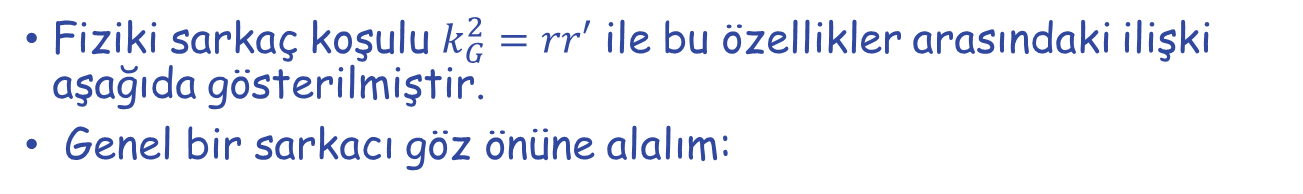 • Fiziki sarkaç koşulu $k_G^2 = rr'$ ile bu özellikler arasındaki ilişki
aşağıda gösterilmiştir.
• Genel bir sarkacı göz önüne alalım: